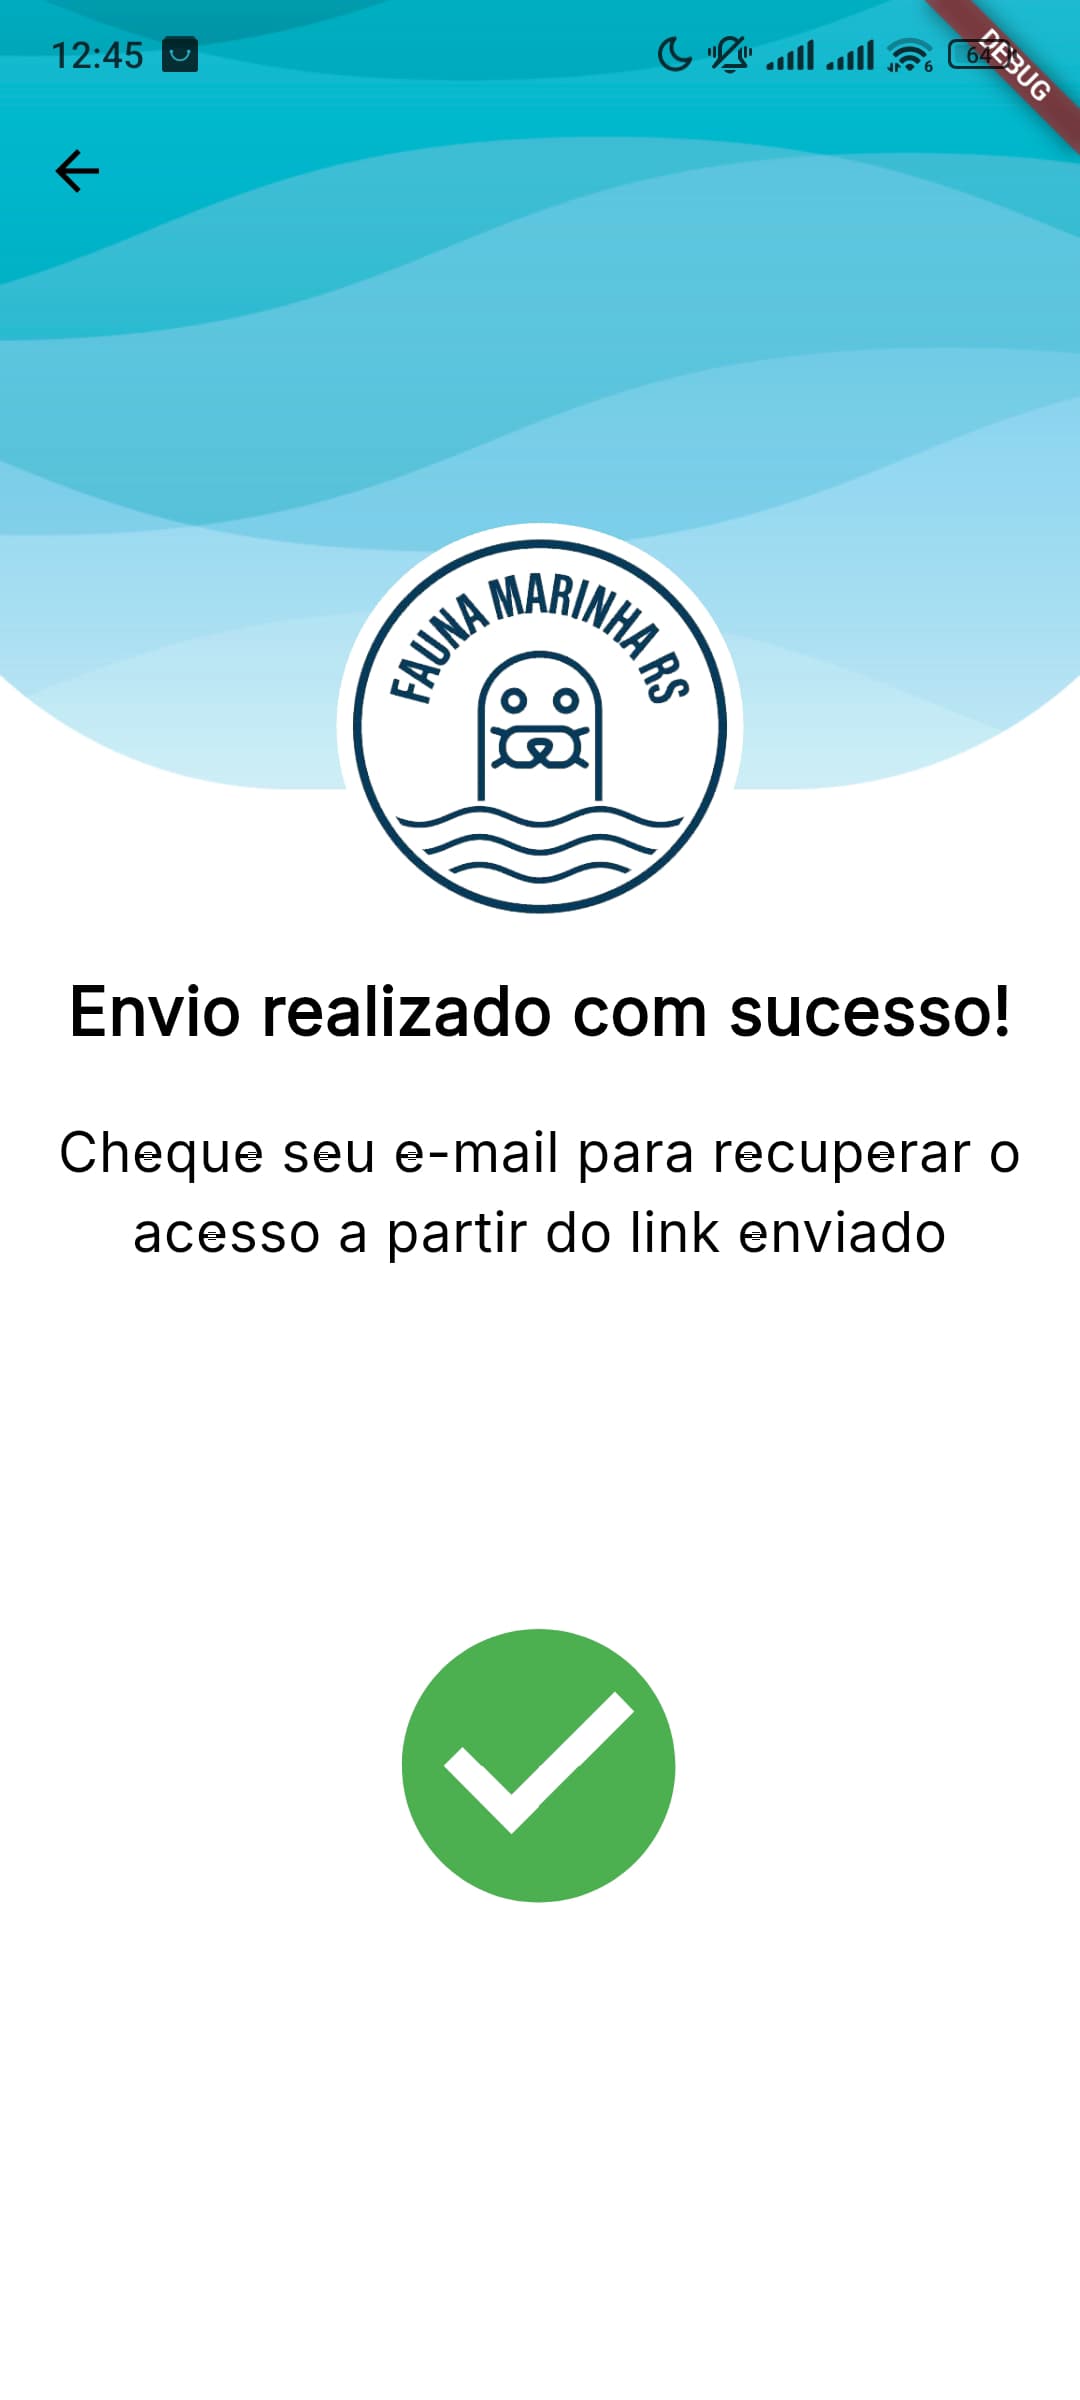 12:45
6
64
DEBUG
FAUNA MARINHA RS
Envio realizado com sucesso!
Cheque seu e-mail para recuperar o
acesso a partir do link enviado